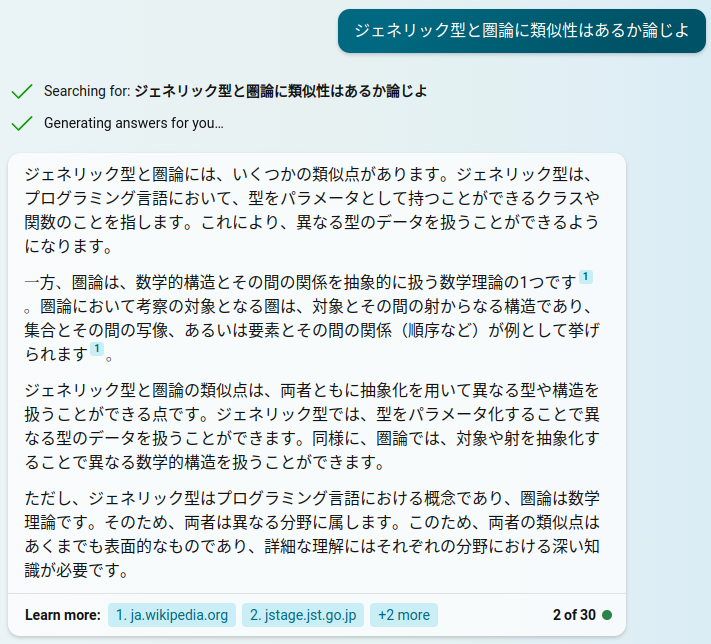 ジェネリック型と圏論に類似性はあるか論じよ
Searching for: ジェネリック型と圏論に類似性はあるか論じよ
Generating answers for you…
ジェネリック型と圏論には、いくつかの類似点があります。ジェネリック型は、
プログラミング言語において、型をパラメータとして持つことができるクラスや
関数のことを指します。これにより、異なる型のデータを扱うことができるよう
になります。
一方、圏論は、数学的構造とその間の関係を抽象的に扱う数学理論の1つです 1
。圏論において考察の対象となる圏は、対象とその間の射からなる構造であり、
集合とその間の写像、あるいは要素とその間の関係（順序など）が例として挙げ
られます 1 。
ジェネリック型と圏論の類似点は、両者ともに抽象化を用いて異なる型や構造を
扱うことができる点です。ジェネリック型では、型をパラメータ化することで異
なる型のデータを扱うことができます。同様に、圏論では、対象や射を抽象化す
ることで異なる数学的構造を扱うことができます。
ただし、ジェネリック型はプログラミング言語における概念であり、圏論は数学
理論です。そのため、両者は異なる分野に属します。このため、両者の類似点は
あくまでも表面的なものであり、詳細な理解にはそれぞれの分野における深い知
識が必要です。
Learn more: 1. ja.wikipedia.org 2. jstage.jst.go.jp +2 more 2 of 30